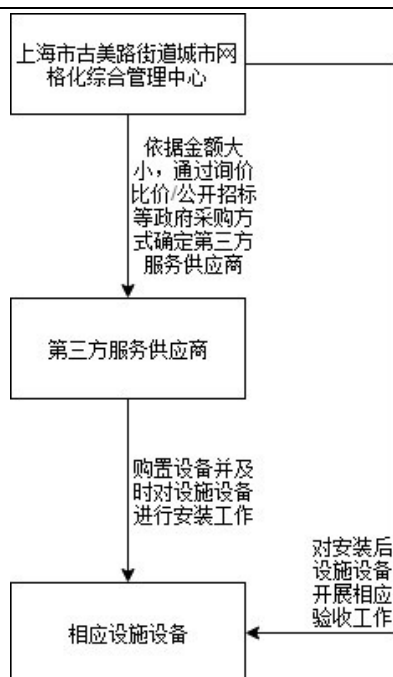 上海市古美路街道城市网
格化综合管理中心
依据金额大
小，通过询价
比价/公开招标
等政府采购方
式确定第三方
服务供应商
第三方服务供应商
购置设备并及
时对设施设备
进行安装工作
对安装后
设施设备
开展相应
验收工作
相应设施设备